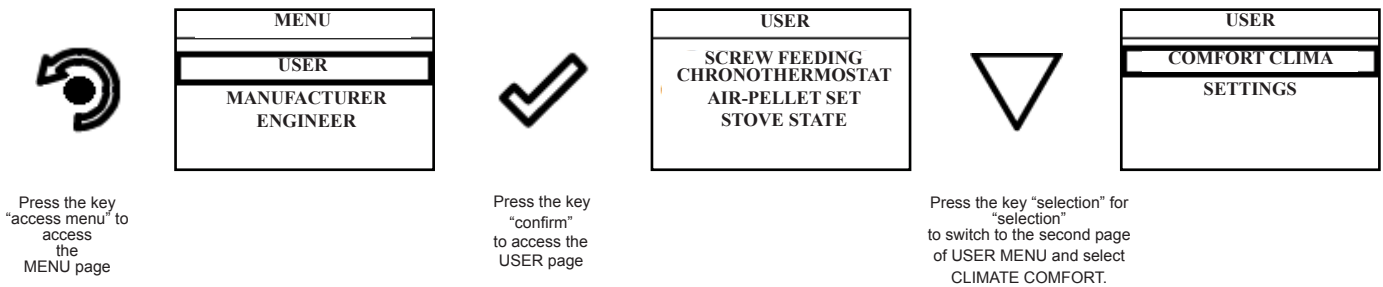 MENU
USER
MANUFACTURER
ENGINEER
USER
SCREW FEEDING
CHRONOTHERMOSTAT
AIR-PELLET SET
STOVE STATE
USER
COMFORT CLIMA
SETTINGS
Press the key
“access menu” to
access
the
MENU page
Press the key
“confirm”
to access the
USER page
Press the key “selection” for
“selection”
to switch to the second page
of USER MENU and select
CLIMATE COMFORT.